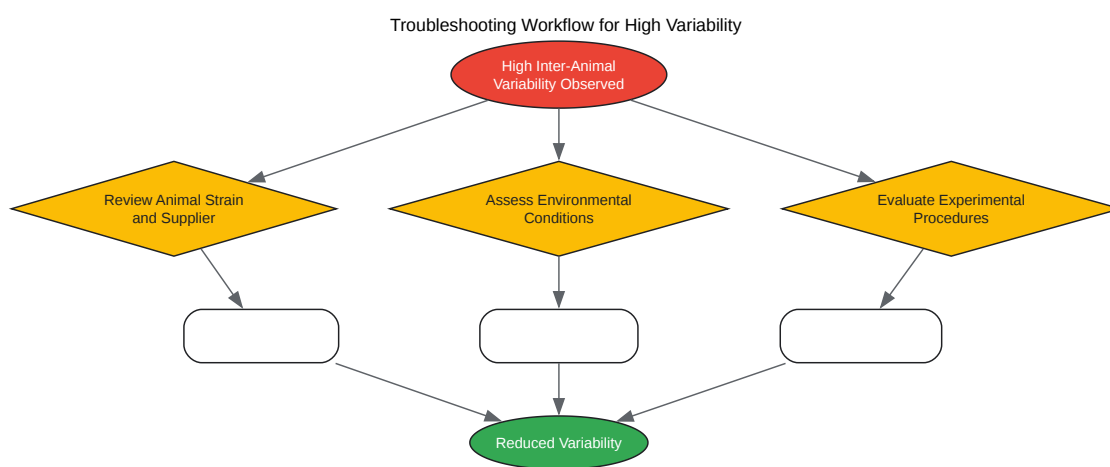 Troubleshooting Workflow for High Variability
High Inter-Animal
Variability Observed
Review Animal Strain
and Supplier
Assess Environmental
Conditions
Evaluate Experimental
Procedures
Reduced Variability